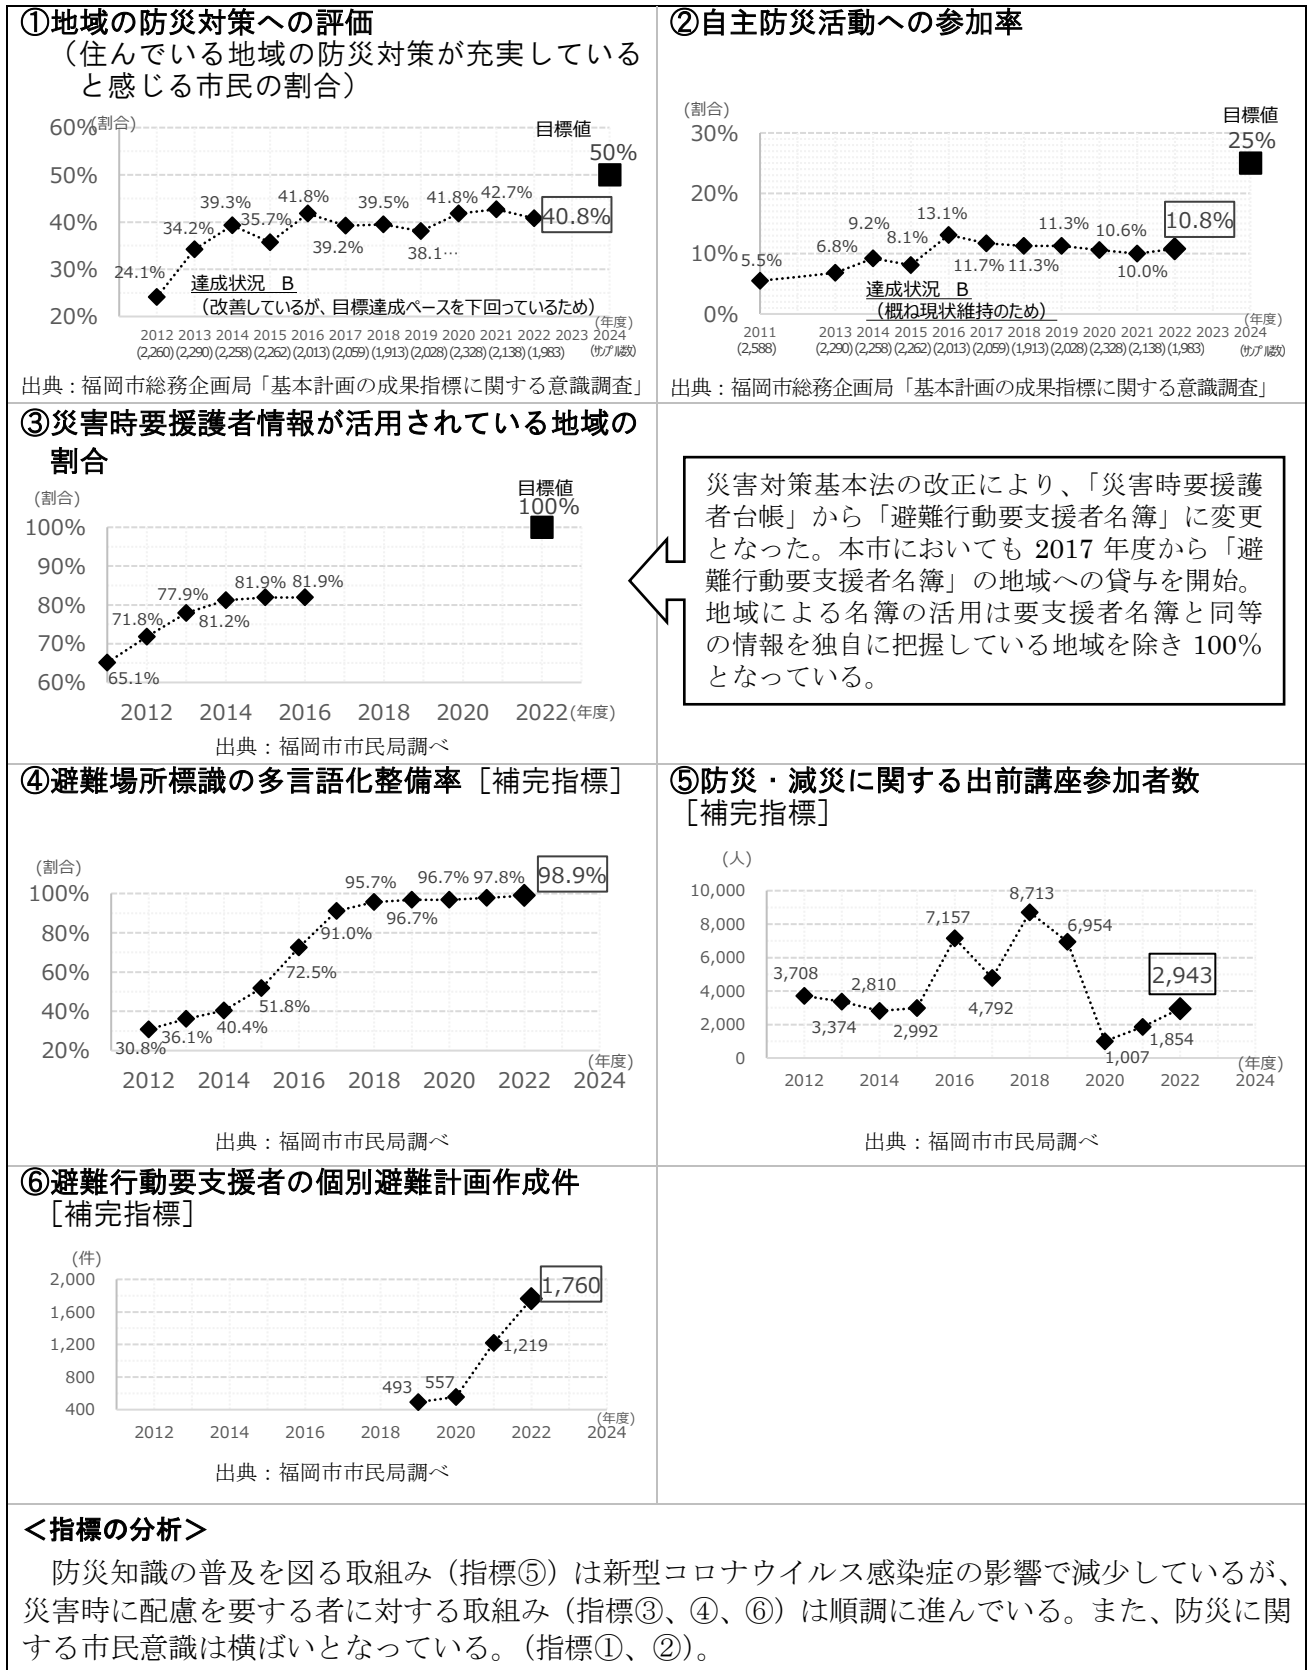 ①地域の防災対策への評価
（住んでいる地域の防災対策が充実している
と感じる市民の割合）
(割合)
目標値
60%
50%
50%
40%
30%
20%
24.1%
34.2%
39.3%
35.7%
41.8%
39.2%
39.5%
38.1…
41.8%
42.7%
40.8%
達成状況　B
（改善しているが、目標達成ペースを下回っているため）
(年度)
2012 2013 2014 2015 2016 2017 2018 2019 2020 2021 2022 2023 2024
(2,260) (2,290) (2,258) (2,262) (2,013) (2,059) (1,913) (2,028) (2,328) (2,138) (1,983) (サンプル数)
出典：福岡市総務企画局「基本計画の成果指標に関する意識調査」
②自主防災活動への参加率
(割合)
目標値
25%
30%
20%
10%
0%
5.5%
6.8%
9.2%
8.1%
13.1%
11.7%
11.3%
11.3%
10.6%
10.0%
10.8%
達成状況　B
（概ね現状維持のため）
(年度)
2011 2013 2014 2015 2016 2017 2018 2019 2020 2021 2022 2023 2024
(2,588) (2,290) (2,258) (2,262) (2,013) (2,059) (1,913) (2,028) (2,328) (2,138) (1,983) (サンプル数)
出典：福岡市総務企画局「基本計画の成果指標に関する意識調査」
③災害時要援護者情報が活用されている地域の
割合
(割合)
目標値
100%
100%
90%
80%
70%
60%
65.1%
71.8%
77.9%
81.2%
81.9%
81.9%
2012 2014 2016 2018 2020 2022 (年度)
出典：福岡市市民局調べ
災害対策基本法の改正により、「災害時要援護
者台帳」から「避難行動要支援者名簿」に変更
となった。本市においても 2017 年度から「避
難行動要支援者名簿」の地域への貸与を開始。
地域による名簿の活用は要支援者名簿と同等
の情報を独自に把握している地域を除き 100%
となっている。
④避難場所標識の多言語化整備率［補完指標］
(割合)
100%
80%
60%
40%
20%
30.8%
36.1%
40.4%
51.8%
72.5%
91.0%
95.7%
96.7%
96.7%
97.8%
98.9%
(年度)
2012 2014 2016 2018 2020 2022 2024
出典：福岡市市民局調べ
⑤防災・減災に関する出前講座参加者数
［補完指標］
(人)
10,000
8,000
6,000
4,000
2,000
0
3,708
3,374
2,810
2,992
7,157
4,792
8,713
6,954
1,007
1,854
2,943
(年度)
2012 2014 2016 2018 2020 2022 2024
出典：福岡市市民局調べ
⑥避難行動要支援者の個別避難計画作成件
［補完指標］
(件)
2,000
1,600
1,200
800
400
493
557
1,219
1,760
(年度)
2012 2014 2016 2018 2020 2022 2024
出典：福岡市市民局調べ
＜指標の分析＞
防災知識の普及を図る取組み（指標⑤）は新型コロナウイルス感染症の影響で減少しているが、
災害時に配慮を要する者に対する取組み（指標③、④、⑥）は順調に進んでいる。また、防災に関
する市民意識は横ばいとなっている。（指標①、②）。